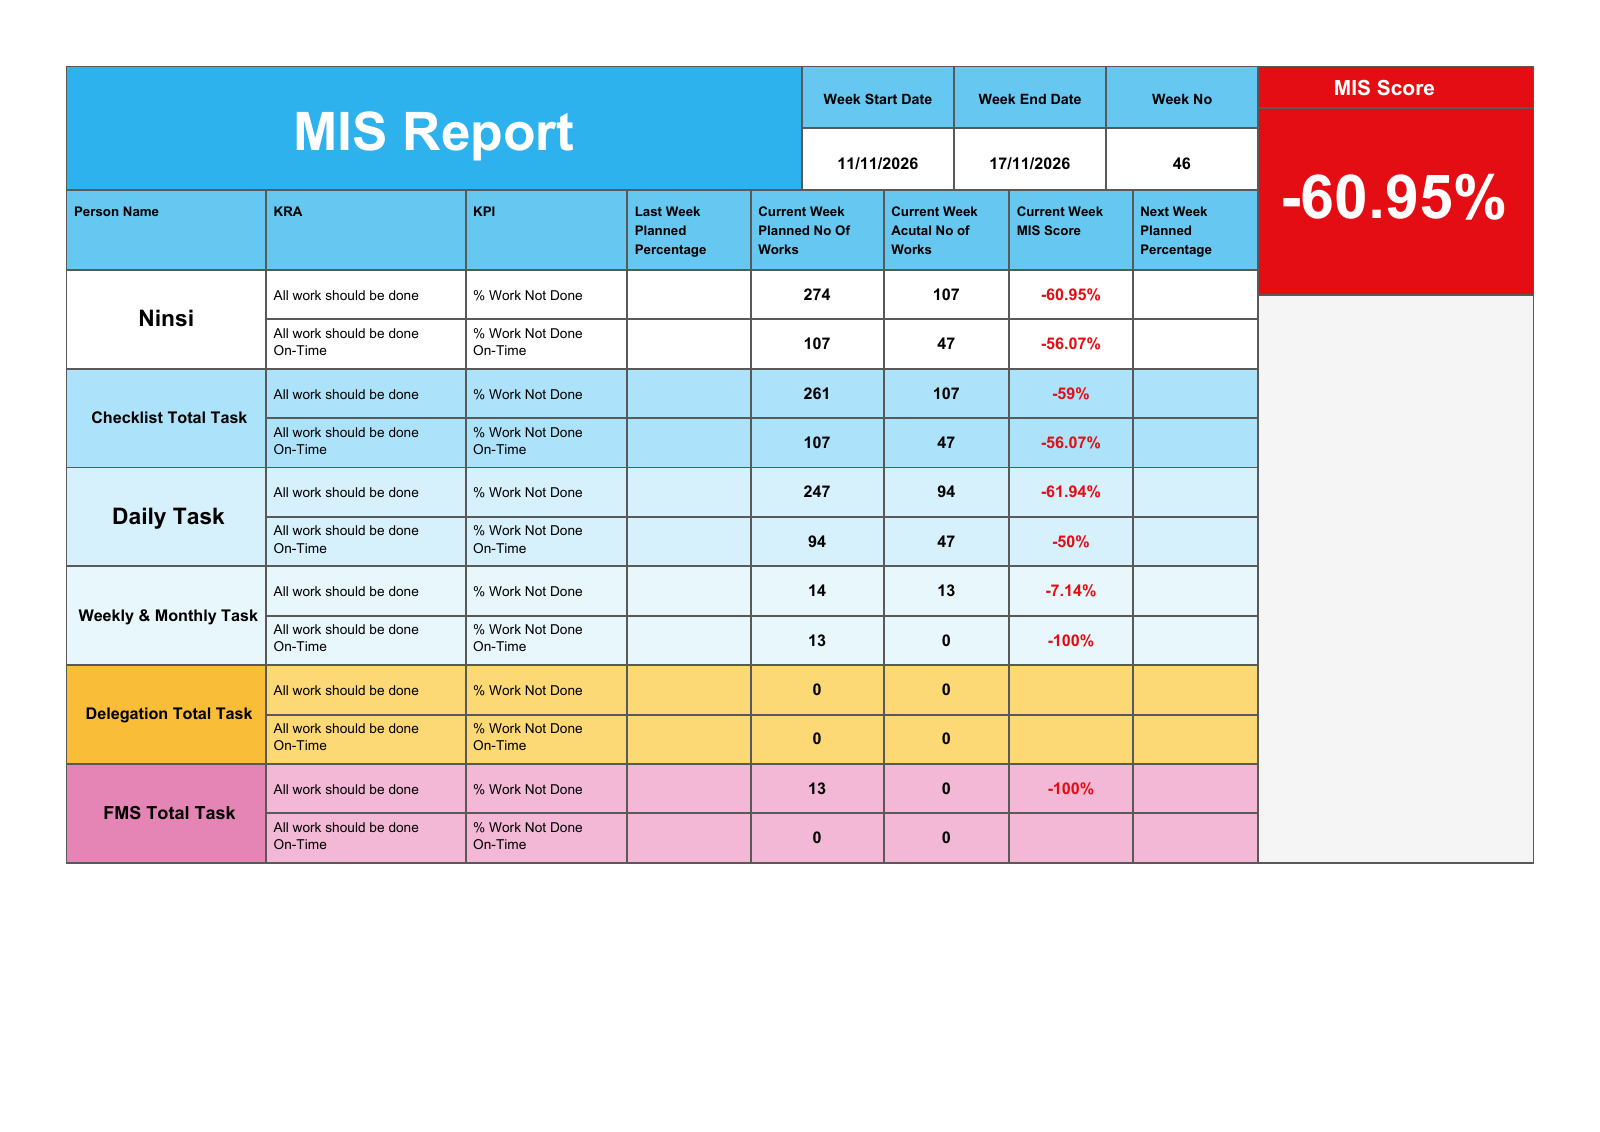 MIS Report
Week Start Date
Week End Date
Week No
MIS Score
11/11/2026
17/11/2026
46
-60.95%
Person Name
KRA
KPI
Last Week
Planned
Percentage
Current Week
Planned No Of
Works
Current Week
Acutal No of
Works
Current Week
MIS Score
Next Week
Planned
Percentage
Ninsi
All work should be done
% Work Not Done
274
107
-60.95%
All work should be done
On-Time
% Work Not Done
On-Time
107
47
-56.07%
Checklist Total Task
All work should be done
% Work Not Done
261
107
-59%
All work should be done
On-Time
% Work Not Done
On-Time
107
47
-56.07%
Daily Task
All work should be done
% Work Not Done
247
94
-61.94%
All work should be done
On-Time
% Work Not Done
On-Time
94
47
-50%
Weekly & Monthly Task
All work should be done
% Work Not Done
14
13
-7.14%
All work should be done
On-Time
% Work Not Done
On-Time
13
0
-100%
Delegation Total Task
All work should be done
% Work Not Done
0
0
All work should be done
On-Time
% Work Not Done
On-Time
0
0
FMS Total Task
All work should be done
% Work Not Done
13
0
-100%
All work should be done
On-Time
% Work Not Done
On-Time
0
0